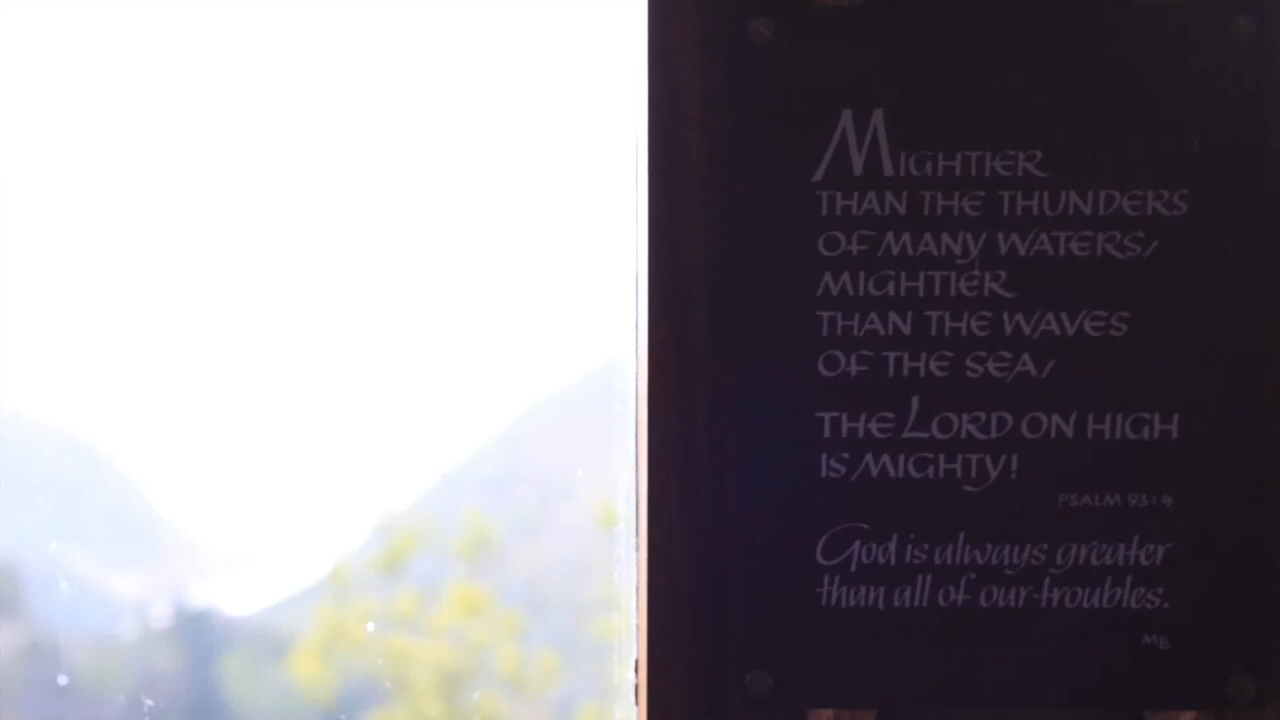 MIGHTIER
THAN THE THUNDERS
OF MANY WATERS,
MIGHTIER
THAN THE WAVES
OF THE SEA,
THE LORD ON HIGH
IS MIGHTY!
PSALM 93:4
God is always greater
than all of our troubles.
MB